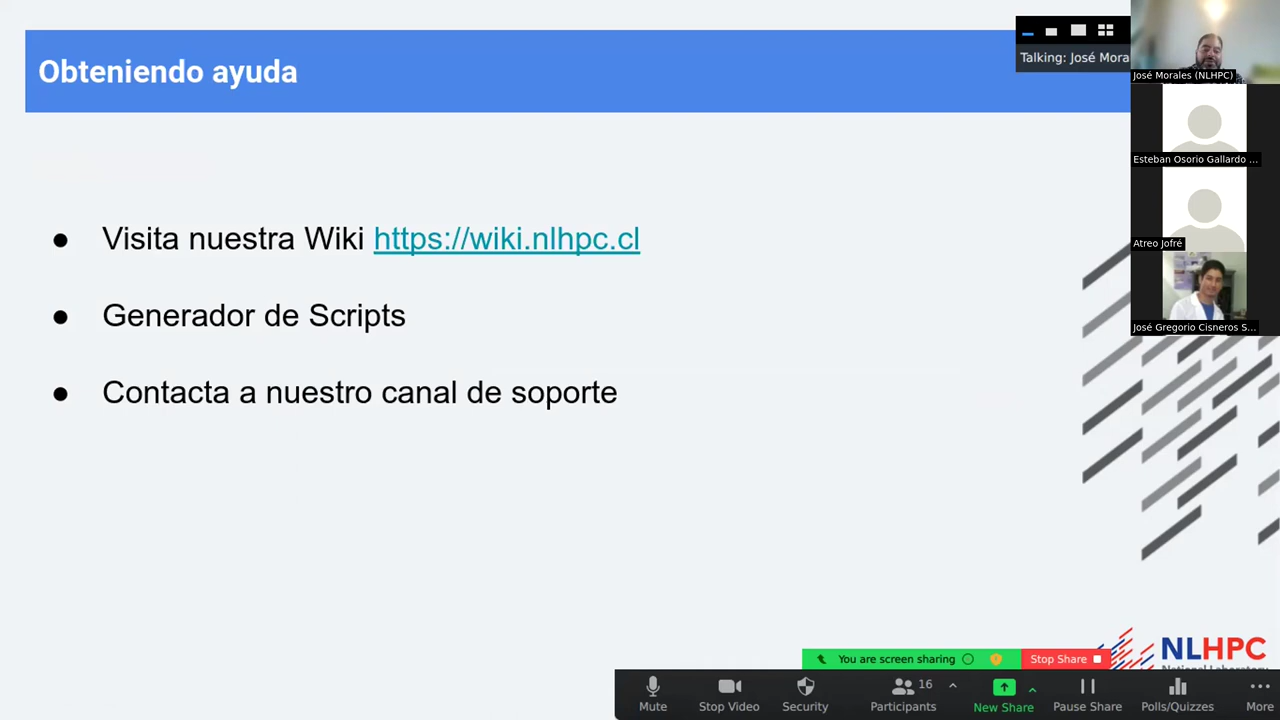 Obteniendo ayuda
Talking: José Mora
José Morales (NLHPC)
Esteban Osorio Gallardo ...
Atreo Jofré
José Gregorio Cisneros S...
● Visita nuestra Wiki https://wiki.nlhpc.cl
● Generador de Scripts
● Contacta a nuestro canal de soporte
NLHPC
National Laboratory
You are screen sharing
Stop Share
Mute
Stop Video
Security
16
Participants
New Share
Pause Share
Polls/Quizzes
More